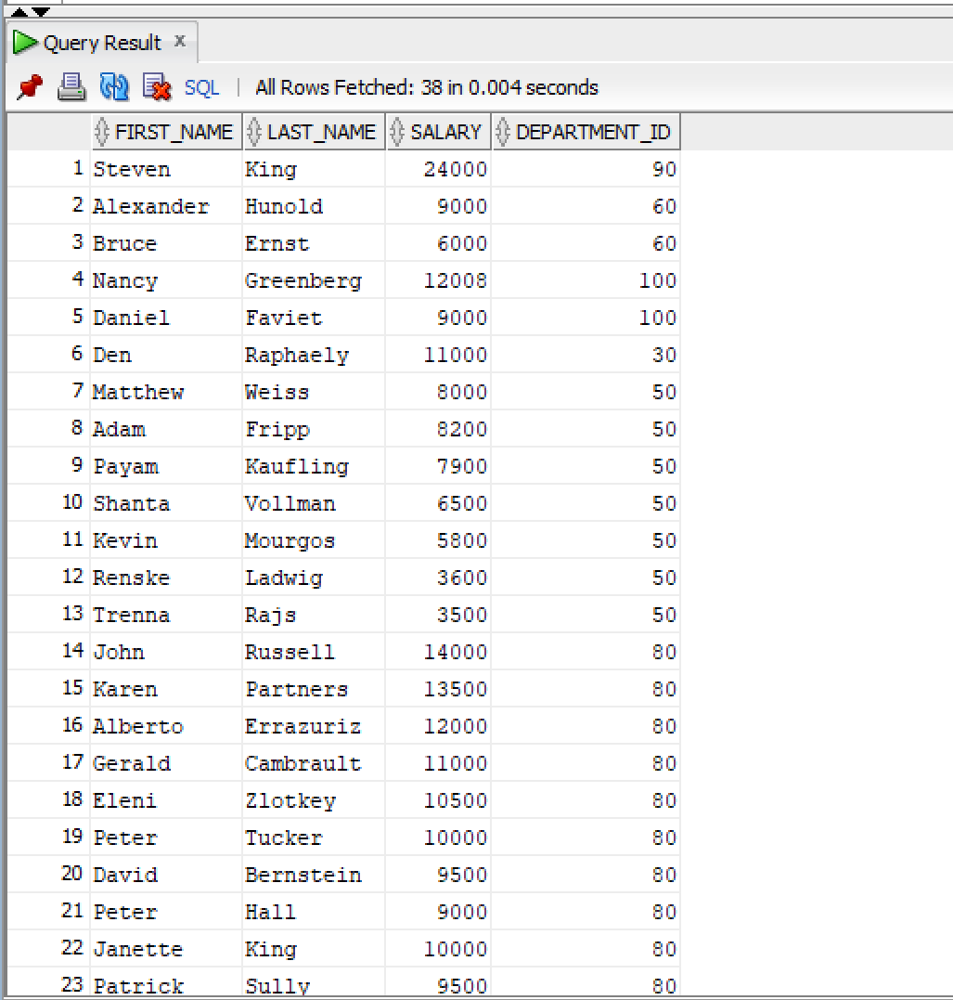 Query Result x
SQL | All Rows Fetched: 38 in 0.004 seconds
FIRST_NAME LAST_NAME SALARY DEPARTMENT_ID
1 Steven King 24000 90
2 Alexander Hunold 9000 60
3 Bruce Ernst 6000 60
4 Nancy Greenberg 12008 100
5 Daniel Faviet 9000 100
6 Den Raphaely 11000 30
7 Matthew Weiss 8000 50
8 Adam Fripp 8200 50
9 Payam Kaufling 7900 50
10 Shanta Vollman 6500 50
11 Kevin Mourgos 5800 50
12 Renske Ladwig 3600 50
13 Trenna Rajs 3500 50
14 John Russell 14000 80
15 Karen Partners 13500 80
16 Alberto Errazuriz 12000 80
17 Gerald Cambrault 11000 80
18 Eleni Zlotkey 10500 80
19 Peter Tucker 10000 80
20 David Bernstein 9500 80
21 Peter Hall 9000 80
22 Janette King 10000 80
23 Patrick Sully 9500 80